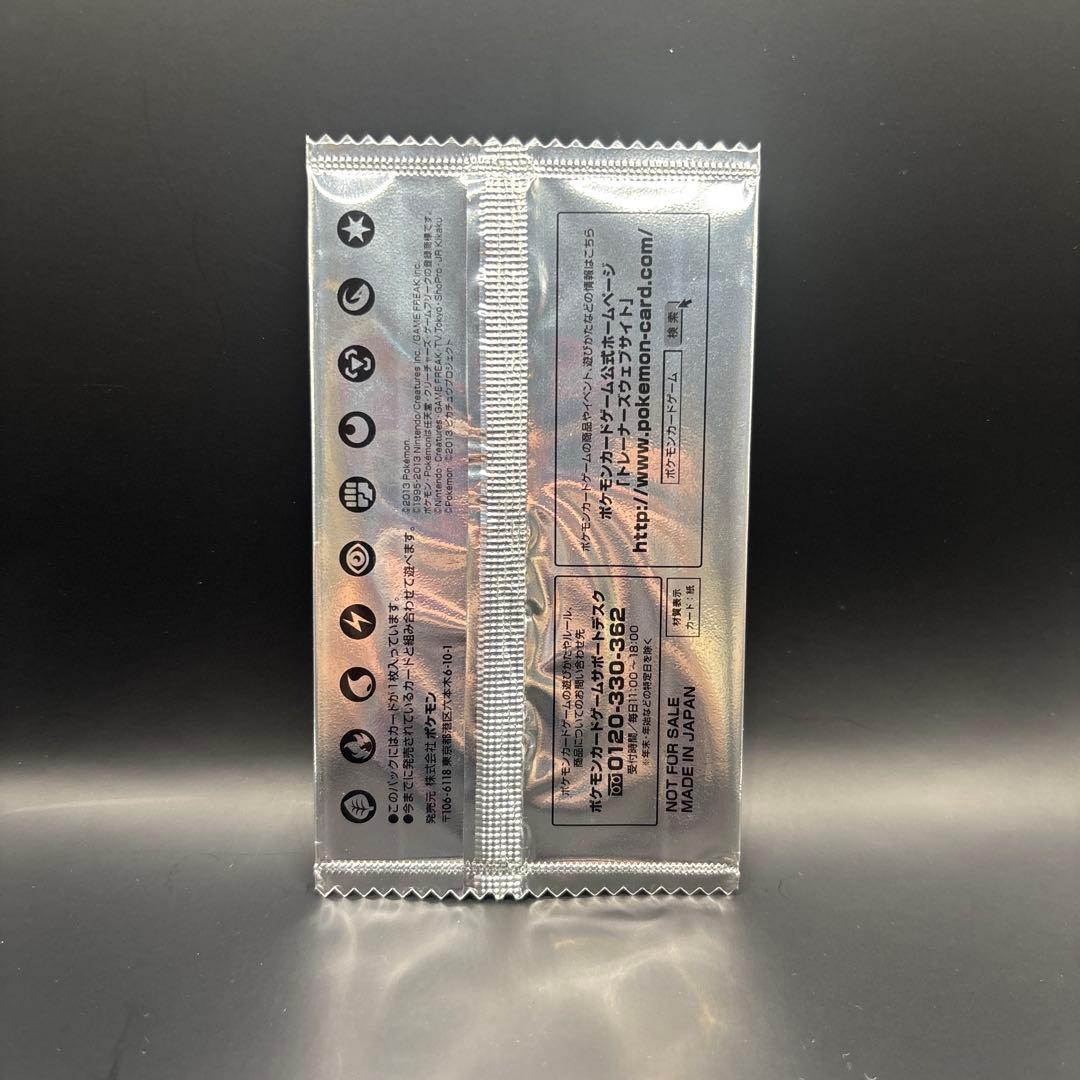 ●このパックにはカードが1枚入っています。
●今までに発売されているカードと組み合わせて遊べます。
発売元 株式会社 ポケモン
〒106-6118 東京都港区六本木6-10-1
©2013 Pokémon.
©1995-2013 Nintendo/Creatures Inc./GAME FREAK inc.
ポケモン・Pokémonは任天堂・クリーチャーズ・ゲームフリークの登録商標です。
©Nintendo・Creatures・GAME FREAK・TV Tokyo・ShoPro・JR Kikaku
©Pokémon ©2013 ピカチュウプロジェクト
ポケモンカードゲームの遊びかたやルール、
商品についてのお問い合わせ先
ポケモンカードゲームサポートデスク
0120-330-362
受付時間/毎日11:00~18:00
※年末・年始などの特定日を除く
NOT FOR SALE
MADE IN JAPAN
ポケモンカードゲームの商品やイベント、遊びかたなどの情報はこちら
ポケモンカードゲーム公式ホームページ
「トレーナーズウェブサイト」
http://www.pokemon-card.com/
ポケモンカードゲーム 検索
材質表示
カード：紙